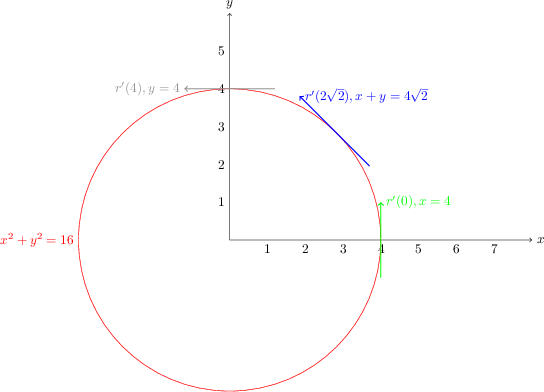 y
5
r′(4), y = 4
4
r′(2√2), x + y = 4√2
3
2
1
r′(0), x = 4
x² + y² = 16
x
1 2 3 4 5 6 7